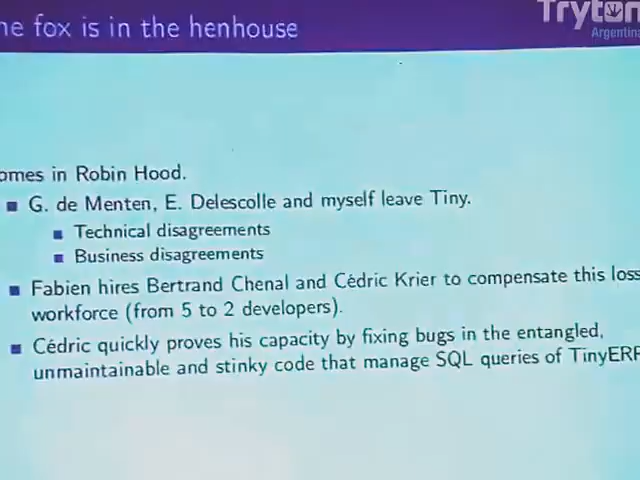 he fox is in the henhouse
Tryton
Argentina
omes in Robin Hood.
G. de Menten, E. Delescolle and myself leave Tiny.
Technical disagreements
Business disagreements
Fabien hires Bertrand Chenal and Cédric Krier to compensate this loss
workforce (from 5 to 2 developers).
Cédric quickly proves his capacity by fixing bugs in the entangled,
unmaintainable and stinky code that manage SQL queries of TinyERP